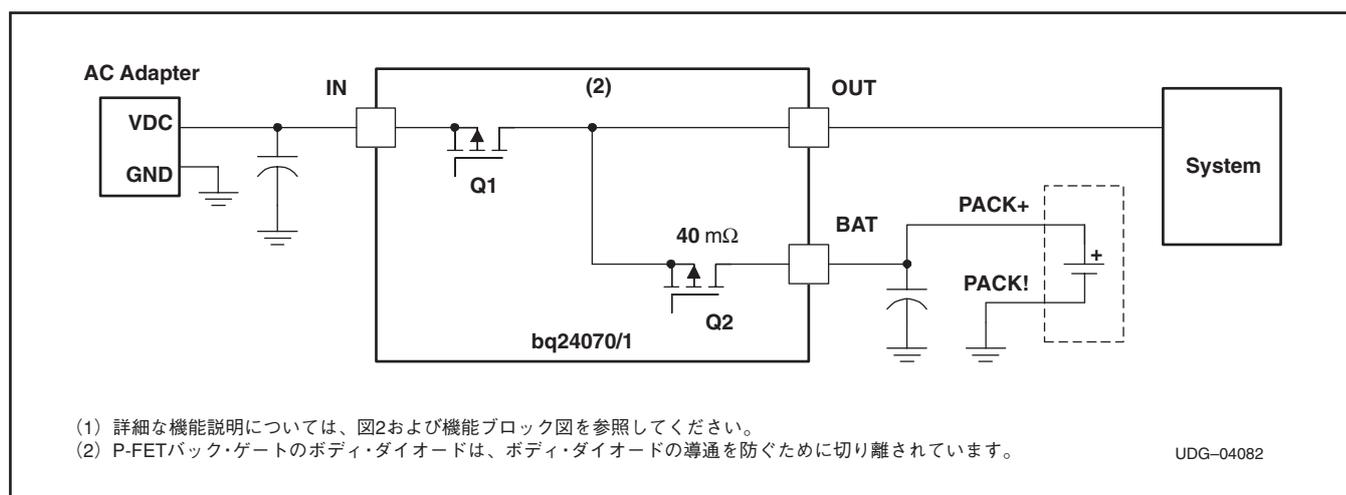 AC Adapter
VDC
GND
IN
(2)
OUT
Q1
System
40 mΩ
BAT
PACK+
+
PACK!
Q2
bq24070/1
(1) 詳細な機能説明については、図2および機能ブロック図を参照してください。
(2) P-FETバック・ゲートのボディ・ダイオードは、ボディ・ダイオードの導通を防ぐために切り離されています。
UDG–04082